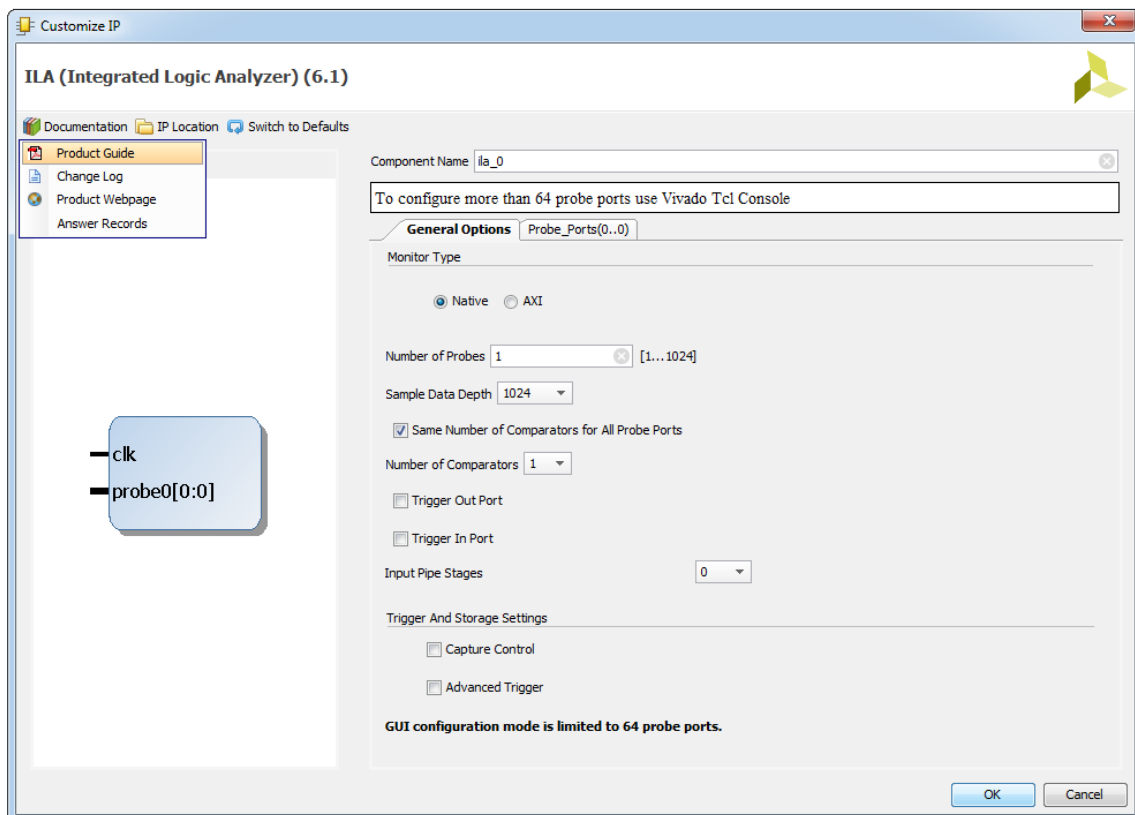 Customize IP
ILA (Integrated Logic Analyzer) (6.1)
Documentation IP Location Switch to Defaults
Product Guide
Change Log
Product Webpage
Answer Records
clk
probe0[0:0]
Component Name ila_0
To configure more than 64 probe ports use Vivado Tcl Console
General Options Probe_Ports(0..0)
Monitor Type
Native AXI
Number of Probes 1 [1...1024]
Sample Data Depth 1024
Same Number of Comparators for All Probe Ports
Number of Comparators 1
Trigger Out Port
Trigger In Port
Input Pipe Stages 0
Trigger And Storage Settings
Capture Control
Advanced Trigger
GUI configuration mode is limited to 64 probe ports.
OK Cancel